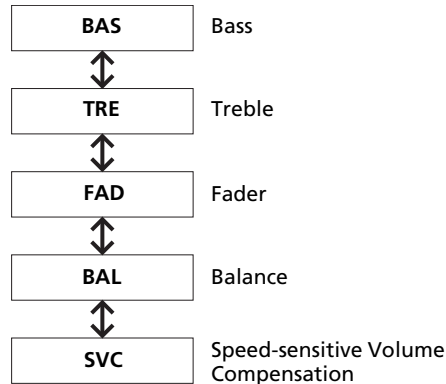 BAS Bass
TRE Treble
FAD Fader
BAL Balance
SVC Speed-sensitive Volume
Compensation